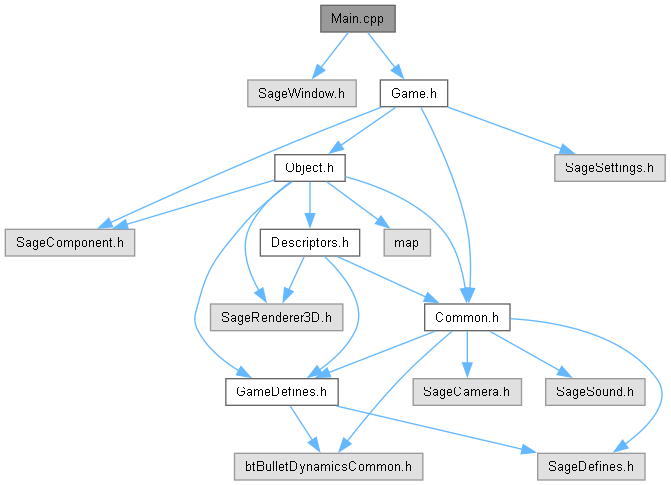 Main.cpp
SageWindow.h
Game.h
Object.h
SageSettings.h
SageComponent.h
Descriptors.h
map
SageRenderer3D.h
Common.h
GameDefines.h
SageCamera.h
SageSound.h
btBulletDynamicsCommon.h
SageDefines.h